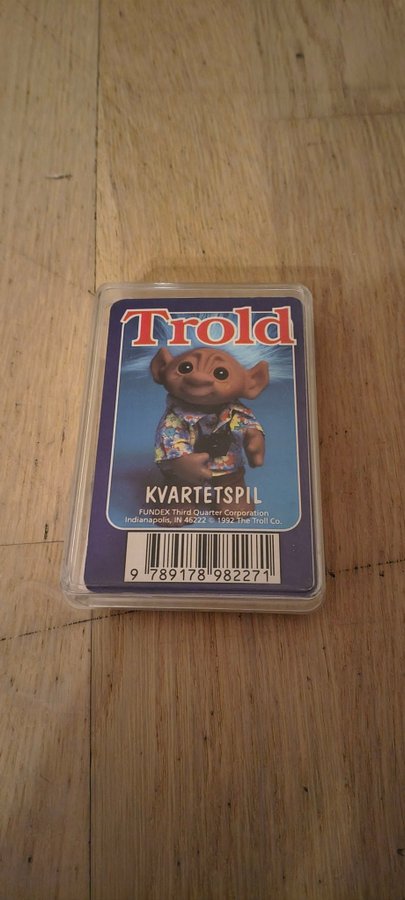 Trold
KVARTETSPIL
FUNDEX Third Quarter Corporation
Indianapolis, IN 46222 © 1992 The Troll Co.
9 789178 982271